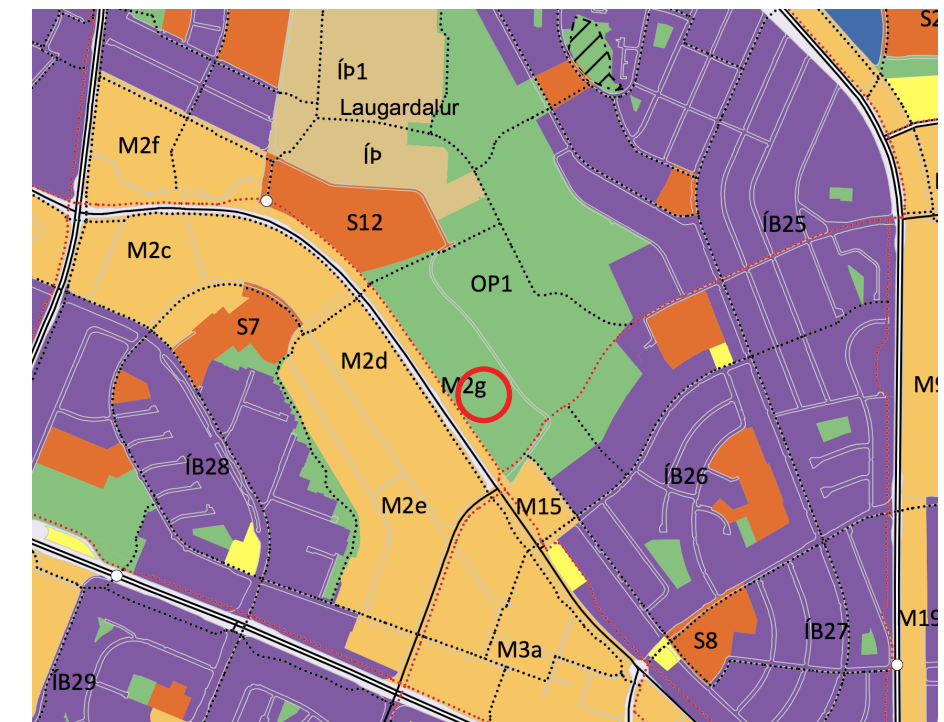 S2
ÍÞ1
Laugardalur
M2f
ÍÞ
S12
ÍB25
M2c
OP1
S7
M2d
M2g
M9
ÍB28
ÍB26
M2e
M15
M19
ÍB27
S8
M3a
ÍB29